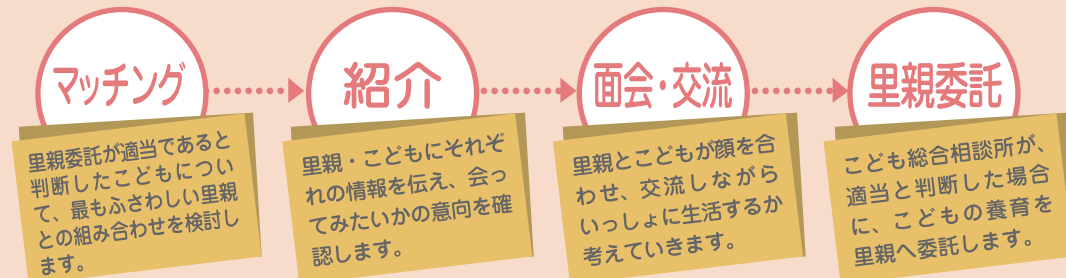 マッチング
里親委託が適当であると
判断したこどもについ
て、最もふさわしい里親
との組み合わせを検討し
ます。
紹介
里親・こどもにそれぞ
れの情報を伝え、会っ
てみたいかの意向を確
認します。
面会・交流
里親とこどもが顔を合
わせ、交流しながら
いっしょに生活するか
考えていきます。
里親委託
こども総合相談所が、
適当と判断した場合
に、こどもの養育を
里親へ委託します。